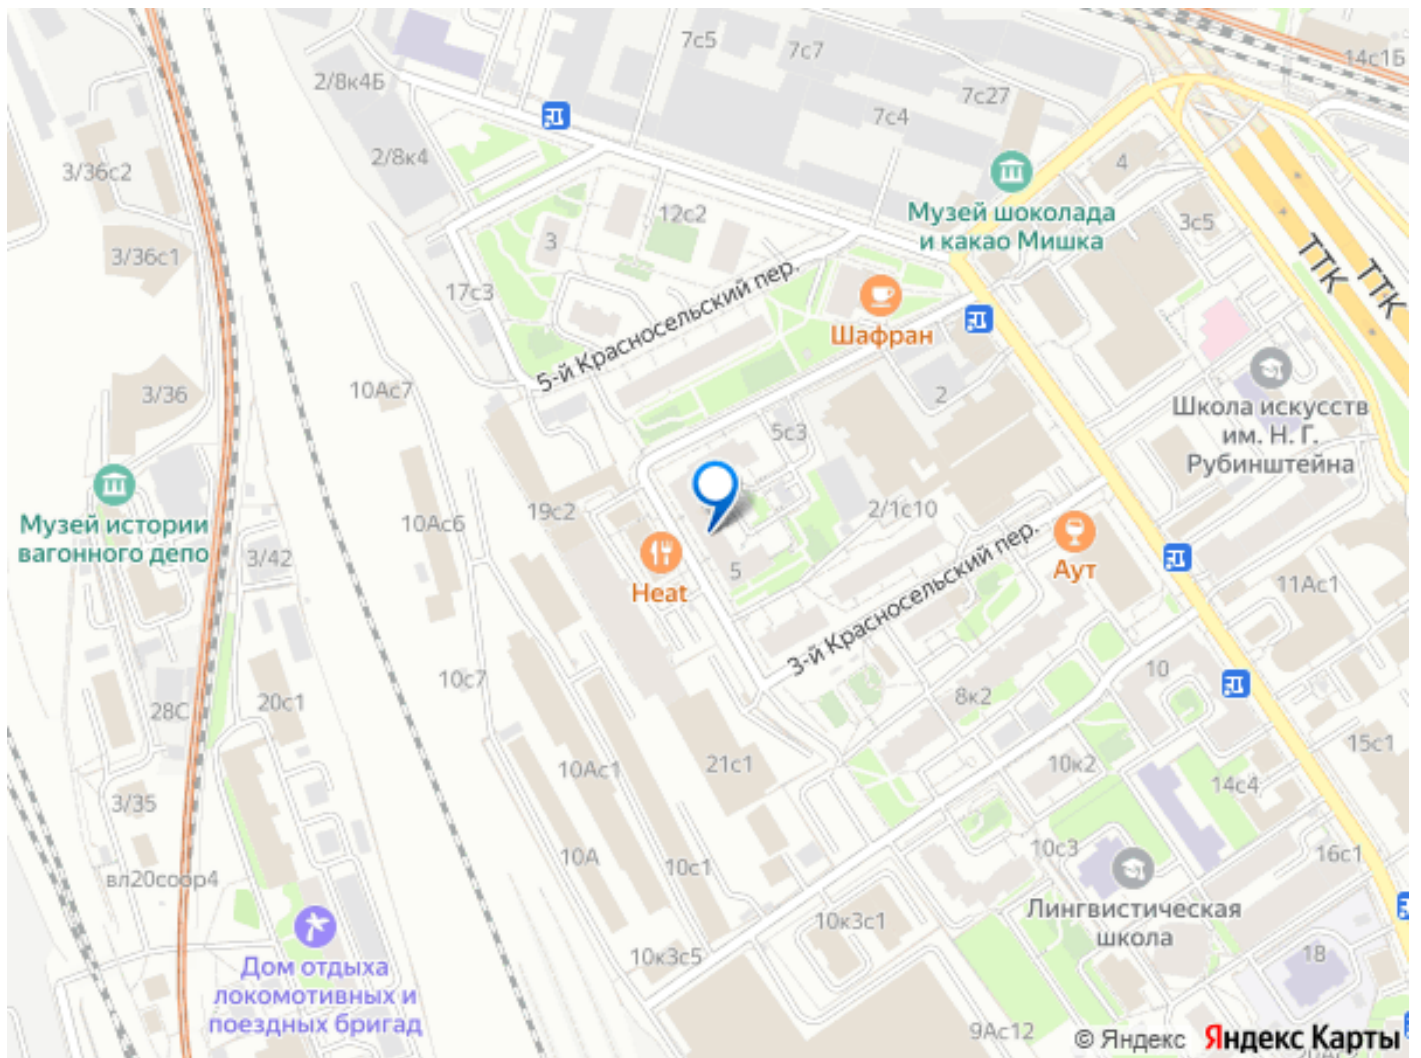 7с5
7с7
14с1Б
2/8к4Б
7с27
7с4
2/8к4
3/36с2
4
Музей шоколада
и какао Мишка
12с2
3с5
3
3/36с1
17с3
ТТК
ТТК
5-й Красносельский пер.
Шафран
3/36
10Ас7
2
Школа искусств
им. Н. Г.
Рубинштейна
5с3
Музей истории
вагонного депо
10Ас6
19с2
2/1с10
3/42
Heat
5
Аут
11Ас1
3-й Красносельский пер.
10с7
28С
20с1
8к2
10
10Ас1
21с1
10к2
15с1
14с4
3/35
10А
10с1
10с3
16с1
вл20соор4
Лингвистическая
школа
10к3с1
10к3с5
18
Дом отдыха
локомотивных и
поездных бригад
9Ас12
© Яндекс Яндекс Карты